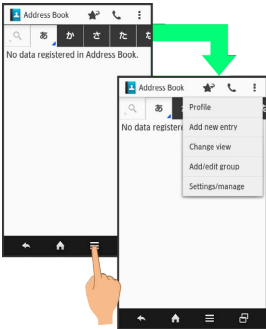 Address Book
あ か さ た な
No data registered in Address Book.
Address Book
あ
No data registere
Profile
Add new entry
Change view
Add/edit group
Settings/manage